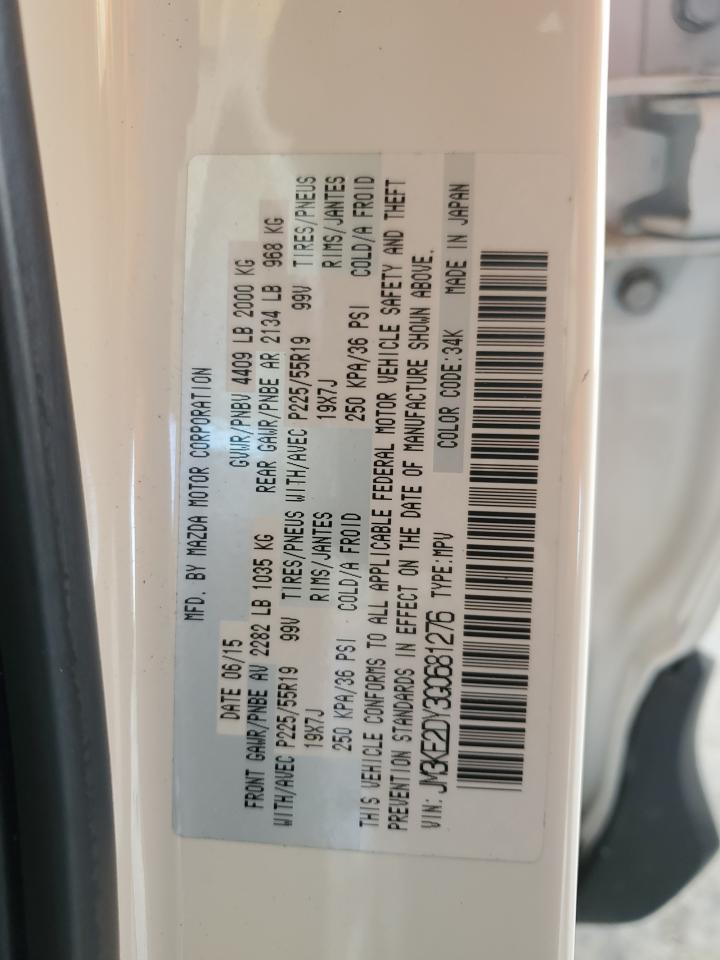 MFD. BY MAZDA MOTOR CORPORATION
DATE 06/15 GVWR/PNBV 4409 LB 2000 KG
FRONT GAWR/PNBE AV 2282 LB 1035 KG REAR GAWR/PNBE AR 2134 LB 968 KG
WITH/AVEC P225/55R19 99V TIRES/PNEUS WITH/AVEC P225/55R19 99V TIRES/PNEUS
19X7J RIMS/JANTES 19X7J RIMS/JANTES
250 KPA/36 PSI COLD/A FROID 250 KPA/36 PSI COLD/A FROID
THIS VEHICLE CONFORMS TO ALL APPLICABLE FEDERAL MOTOR VEHICLE SAFETY AND THEFT
PREVENTION STANDARDS IN EFFECT ON THE DATE OF MANUFACTURE SHOWN ABOVE.
VIN: JM3KE2DY3G0681276 TYPE:MPV COLOR CODE:34K MADE IN JAPAN